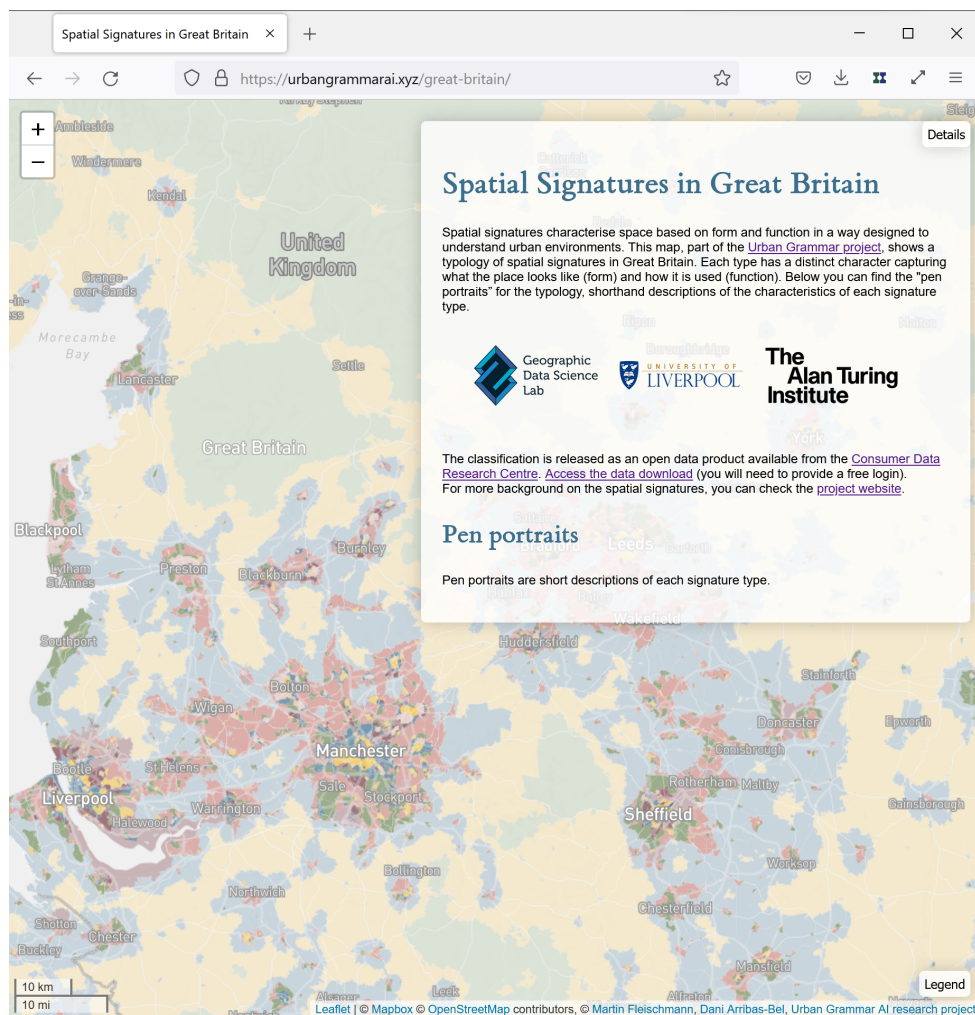 Spatial Signatures in Great Britain
https://urbangrammarai.xyz/great-britain/
+
−
Details
Spatial Signatures in Great Britain
Spatial signatures characterise space based on form and function in a way designed to
understand urban environments. This map, part of the Urban Grammar project, shows a
typology of spatial signatures in Great Britain. Each type has a distinct character capturing
what the place looks like (form) and how it is used (function). Below you can find the "pen
portraits" for the typology, shorthand descriptions of the characteristics of each signature
type.
Geographic
Data Science
Lab
UNIVERSITY OF
LIVERPOOL
The
Alan Turing
Institute
The classification is released as an open data product available from the Consumer Data
Research Centre. Access the data download (you will need to provide a free login).
For more background on the spatial signatures, you can check the project website.
Pen portraits
Pen portraits are short descriptions of each signature type.
Ambleside
Windermere
Kendal
United
Kingdom
Grange-
over-Sands
-in-
ess
Morecambe
Bay
Settle
Lancaster
Great Britain
Ripon
Boroughbridge
York
Bradford
Leeds
Garforth
Halifax
Wakefield
Blackpool
Burnley
Preston
Blackburn
Lytham
St.Annes
Southport
Huddersfield
Stainforth
Bolton
Wigan
Doncaster
Epworth
Manchester
Conisbrough
Bootle
St.Helens
Sale
Stockport
Rotherham
Maltby
Liverpool
Halewood
Warrington
Sheffield
Gainsborough
Bollington
Worksop
Northwich
Chesterfield
Shotton
Chester
Buckley
Mansfield
10 km
10 mi
Alsager
Leek
Alfreton
Legend
Leaflet | © Mapbox © OpenStreetMap contributors, © Martin Fleischmann, Dani Arribas-Bel, Urban Grammar AI research project